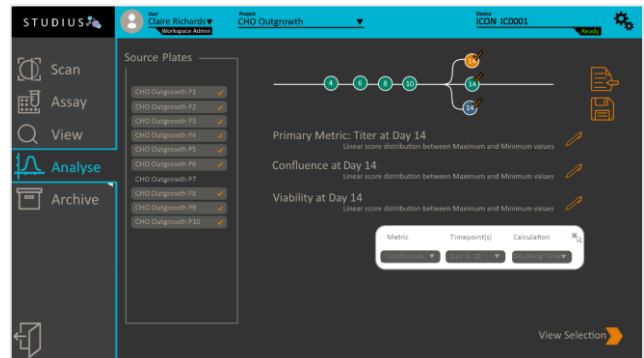 STUDIUS
User
Claire Richards
Workspace Admin
Project
CHO Outgrowth
Device
ICON IC0001
Ready
Scan
Assay
View
Analyse
Archive
Source Plates
CHO Outgrowth P1
CHO Outgrowth P2
CHO Outgrowth P3
CHO Outgrowth P4
CHO Outgrowth P5
CHO Outgrowth P6
CHO Outgrowth P7
CHO Outgrowth P8
CHO Outgrowth P9
CHO Outgrowth P10
14
4 6 8 10 14
14
Primary Metric: Titer at Day 14
Linear score distribution between Maximum and Minimum values
Confluence at Day 14
Linear score distribution between Maximum and Minimum values
Viability at Day 14
Linear score distribution between Maximum and Minimum values
Metric Timepoint(s) Calculation
Confluence Day 4, 10 Doubling Time
View Selection